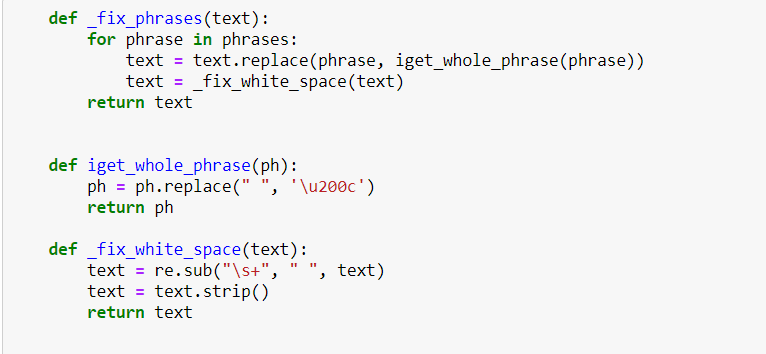 def _fix_phrases(text):
    for phrase in phrases:
        text = text.replace(phrase, iget_whole_phrase(phrase))
        text = _fix_white_space(text)
    return text
def iget_whole_phrase(ph):
    ph = ph.replace(" ", '\u200c')
    return ph
def _fix_white_space(text):
    text = re.sub("\s+", " ", text)
    text = text.strip()
    return text